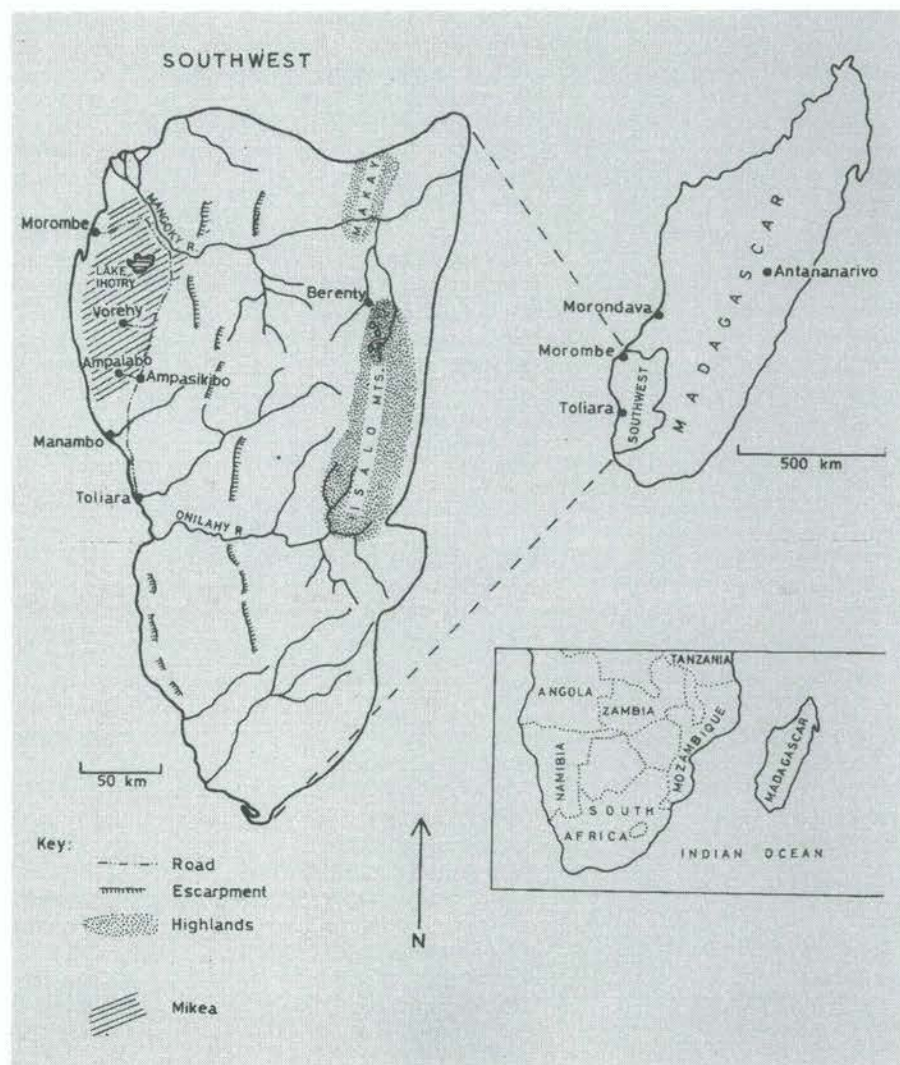 SOUTHWEST
MAKAY
MANGOKY R.
Morombe
LAKE
IHOTRY
Vorehy
Berenty
Ampalabo
Ampasikibo
ISALO MTS.
Manambo
Toliara
ONILAHY R
50 km
MADAGASCAR
Antananarivo
Morondava
Morombe
Toliara
SOUTHWEST
500 km
TANZANIA
ANGOLA
ZAMBIA
MOZAMBIQUE
NAMIBIA
MADAGASCAR
SOUTH
AFRICA
INDIAN OCEAN
Key:
Road
Escarpment
Highlands
Mikea
N